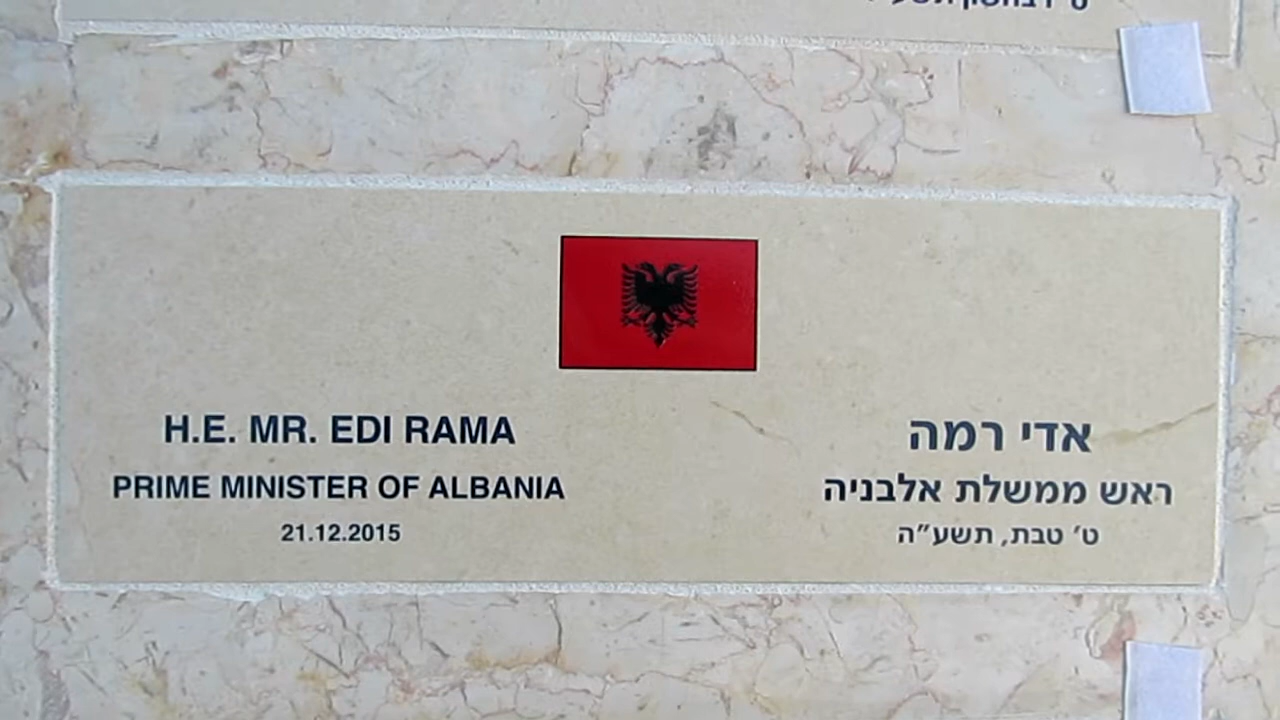 H.E. MR. EDI RAMA
PRIME MINISTER OF ALBANIA
21.12.2015
אדי רמה
ראש ממשלת אלבניה
ט׳ טבת, תשע״ה